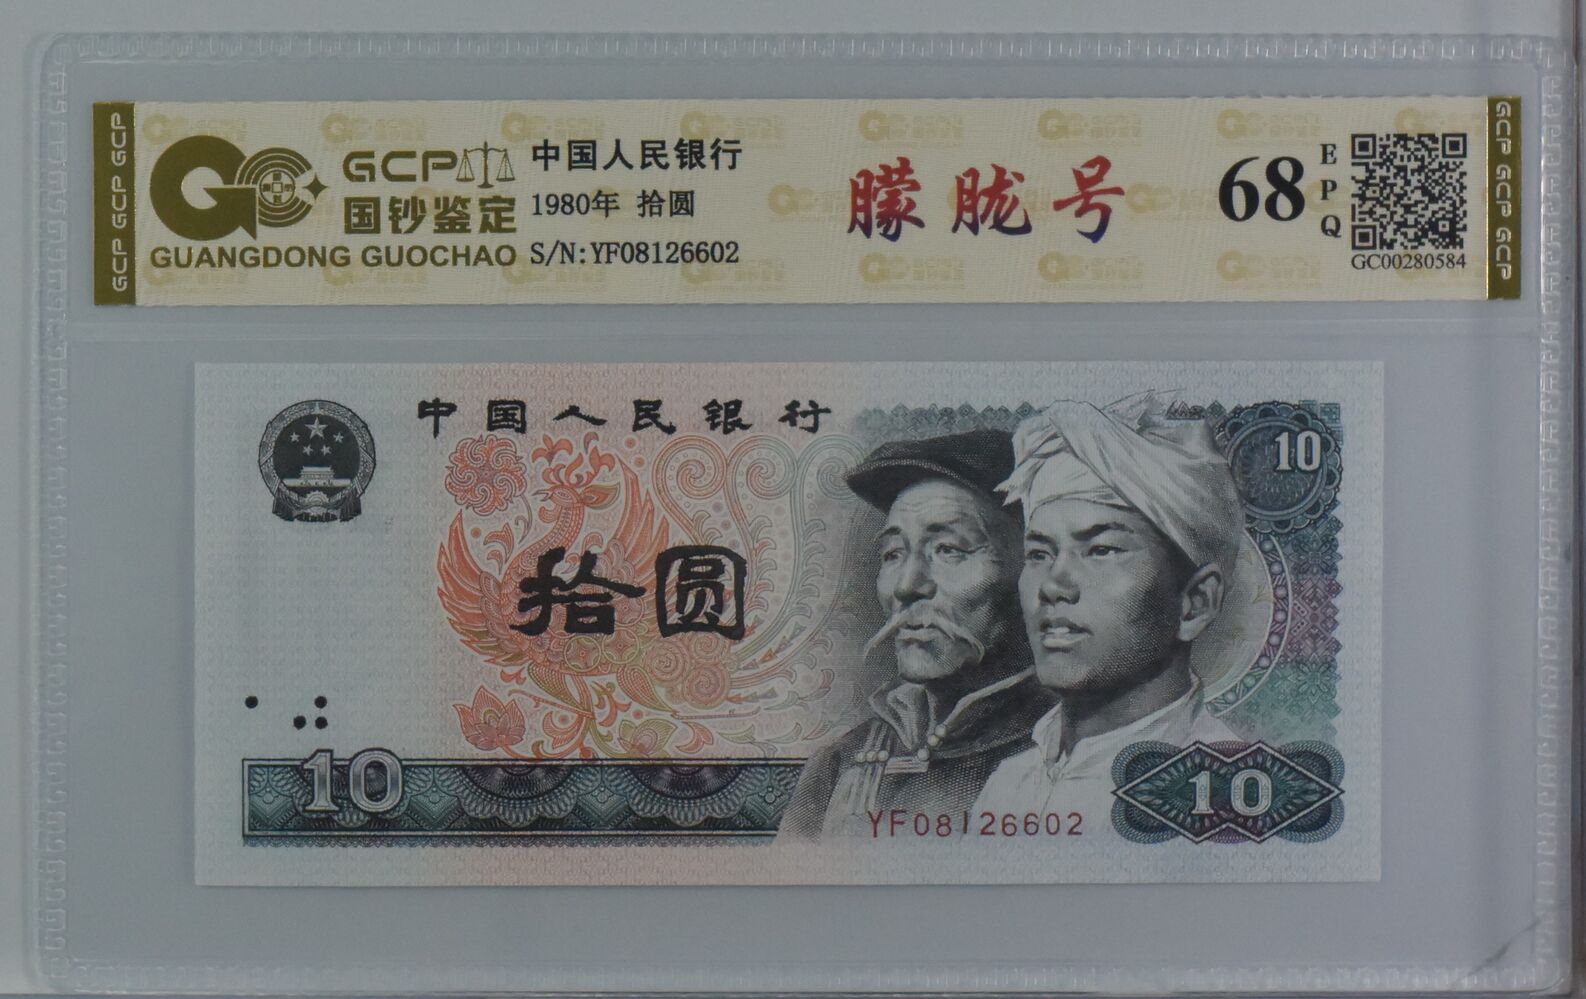 GCP GCP GCP
GCP
国钞鉴定
GUANGDONG GUOCHAO
中国人民银行
1980年 拾圆
S/N:YF08126602
朦胧号
68
EPQ
GC00280584
GCP GCP GCP
中国人民银行
10
拾圆
10
YF08126602
10